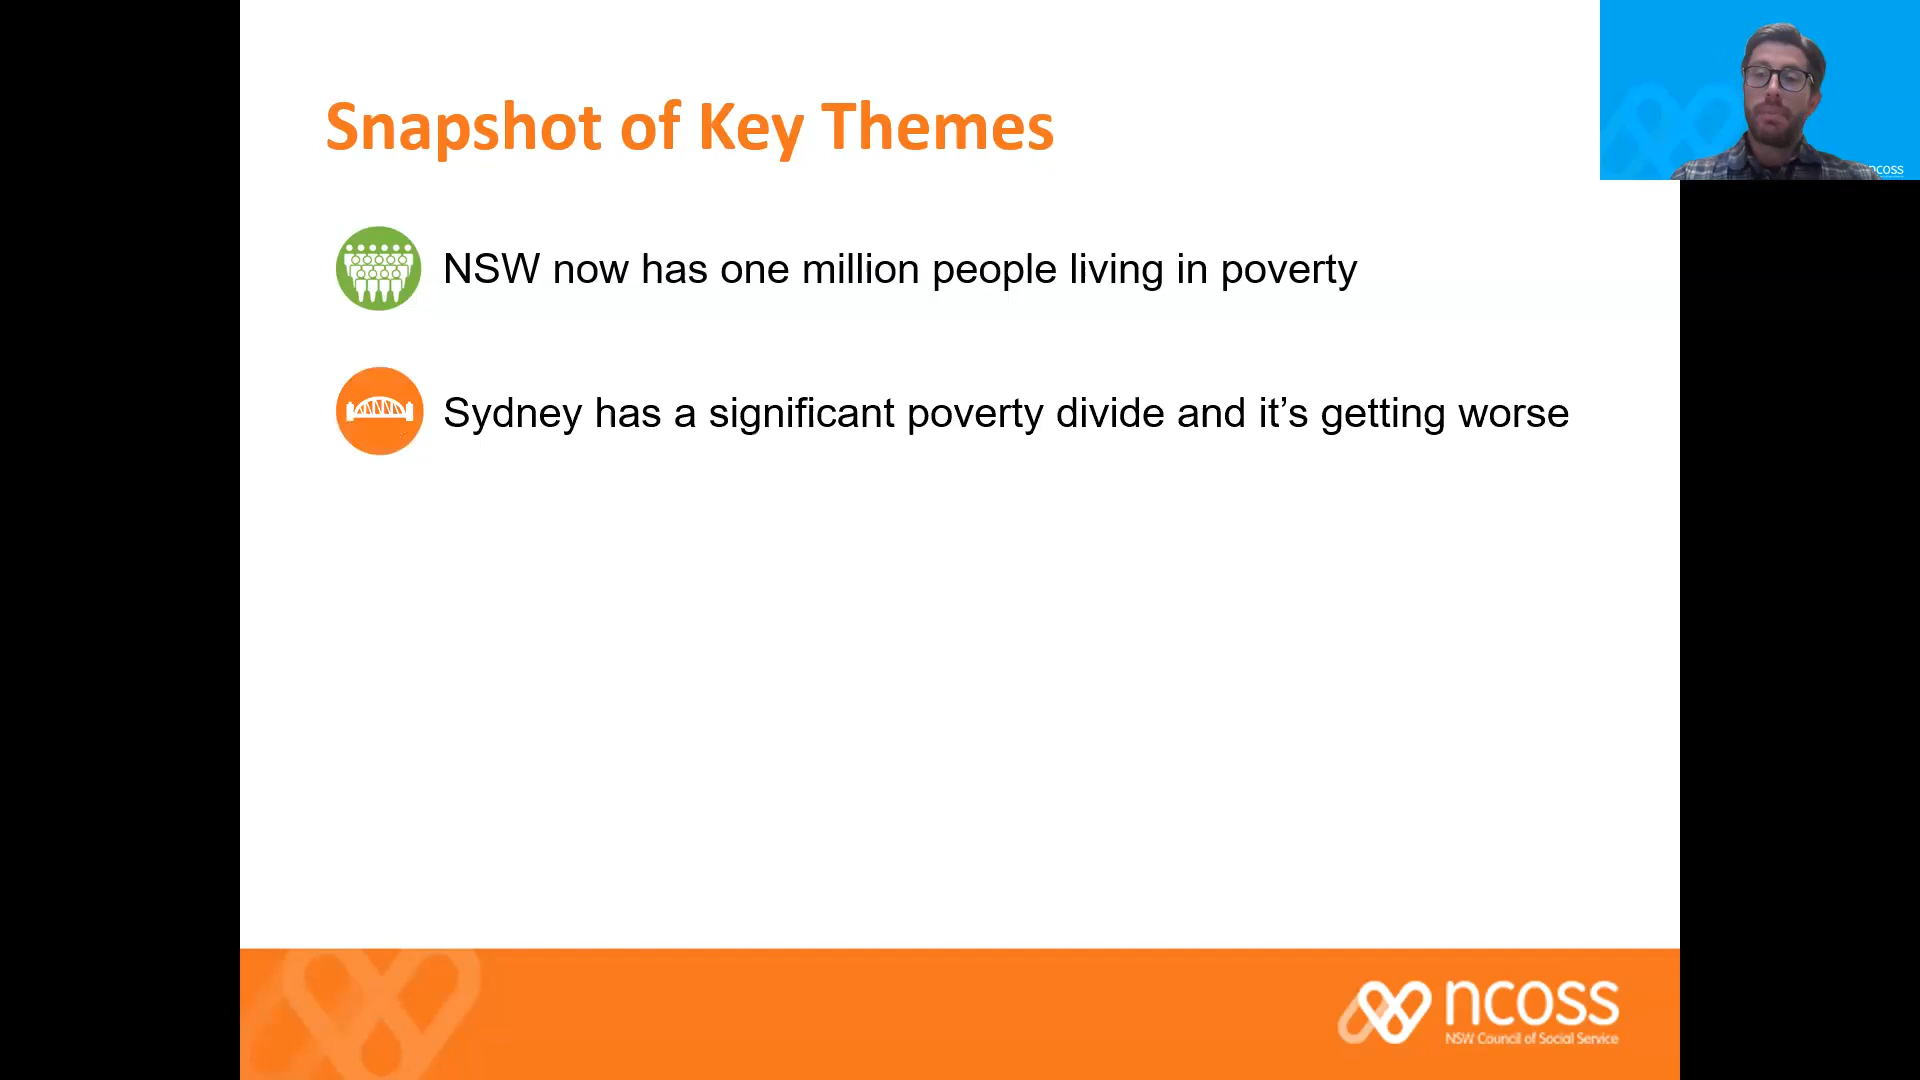 Snapshot of Key Themes
NSW now has one million people living in poverty
Sydney has a significant poverty divide and it’s getting worse
ncoss
ncoss
NSW Council of Social Service